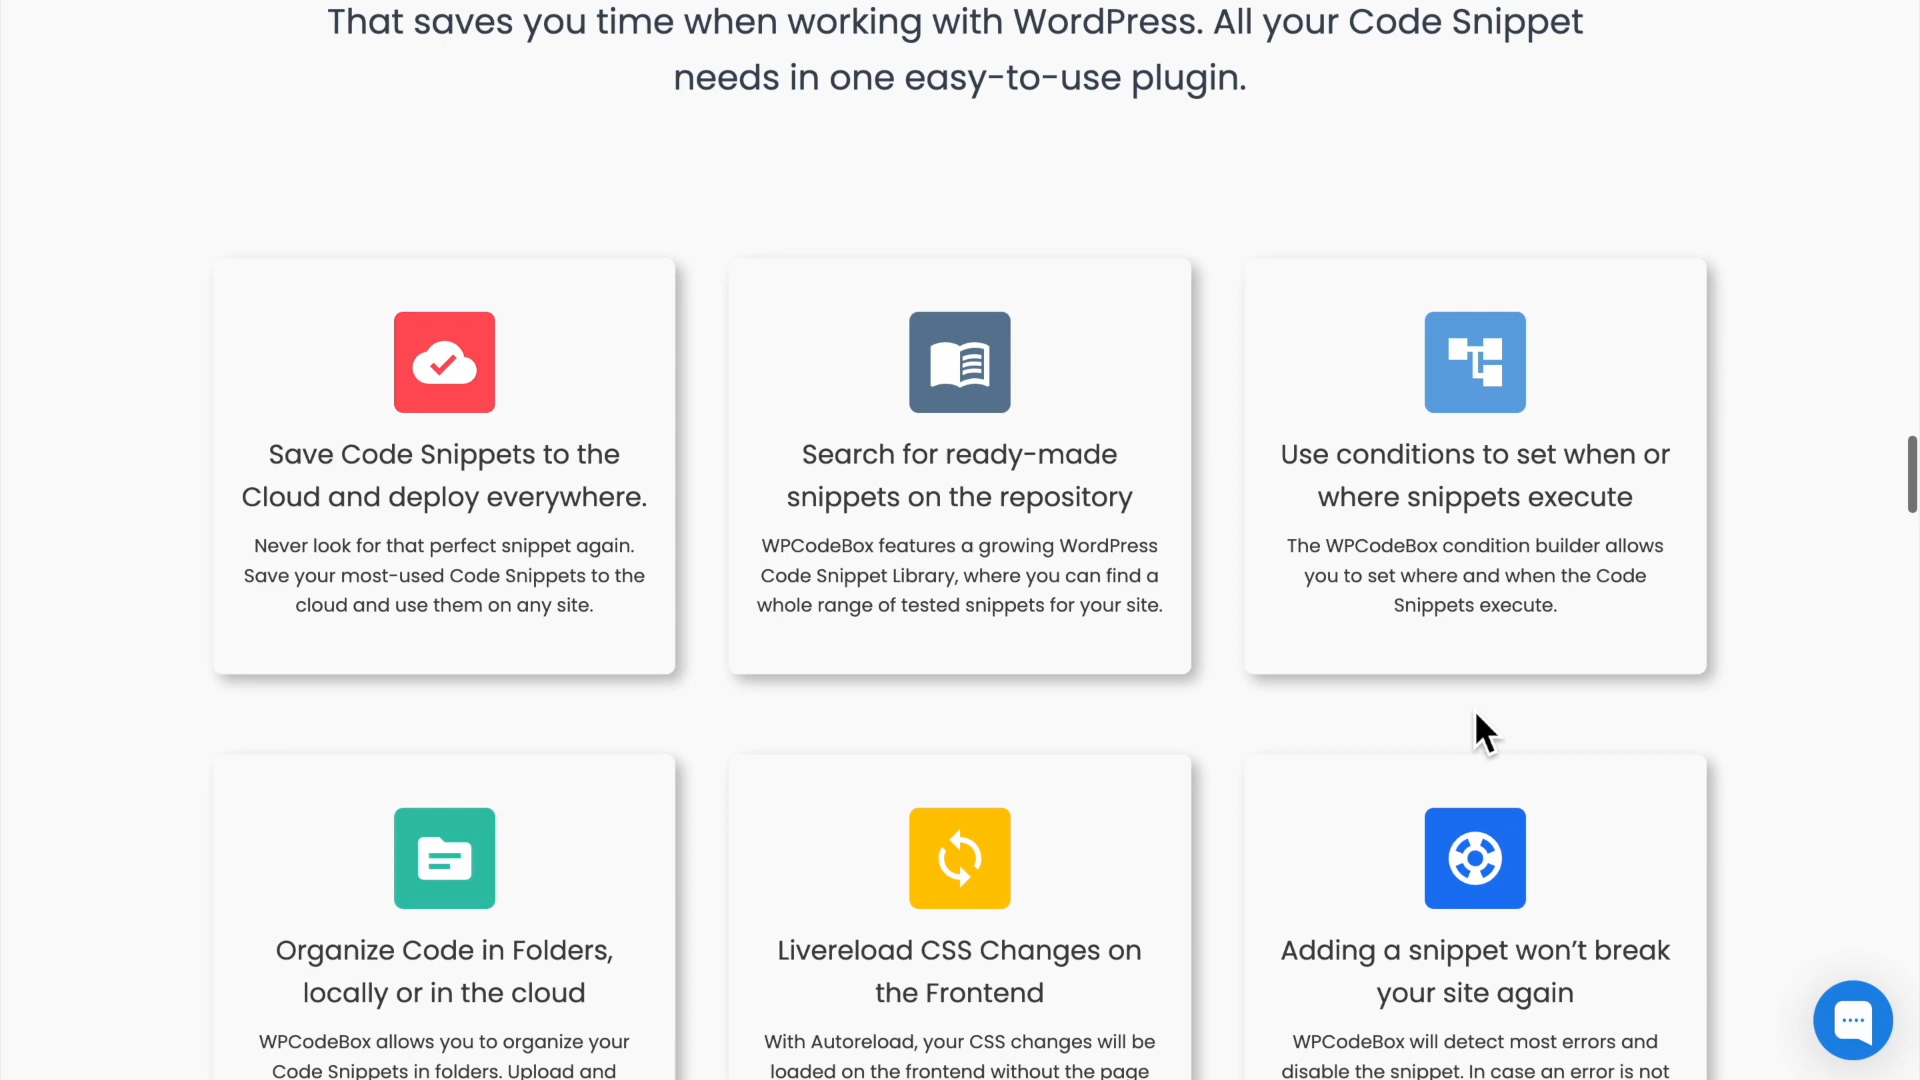 That saves you time when working with WordPress. All your Code Snippet
needs in one easy-to-use plugin.
Save Code Snippets to the
Cloud and deploy everywhere.
Never look for that perfect snippet again.
Save your most-used Code Snippets to the
cloud and use them on any site.
Search for ready-made
snippets on the repository
WPCodeBox features a growing WordPress
Code Snippet Library, where you can find a
whole range of tested snippets for your site.
Use conditions to set when or
where snippets execute
The WPCodeBox condition builder allows
you to set where and when the Code
Snippets execute.
Organize Code in Folders,
locally or in the cloud
WPCodeBox allows you to organize your
Code Snippets in folders. Upload and
Livereload CSS Changes on
the Frontend
With Autoreload, your CSS changes will be
loaded on the frontend without the page
Adding a snippet won’t break
your site again
WPCodeBox will detect most errors and
disable the snippet. In case an error is not